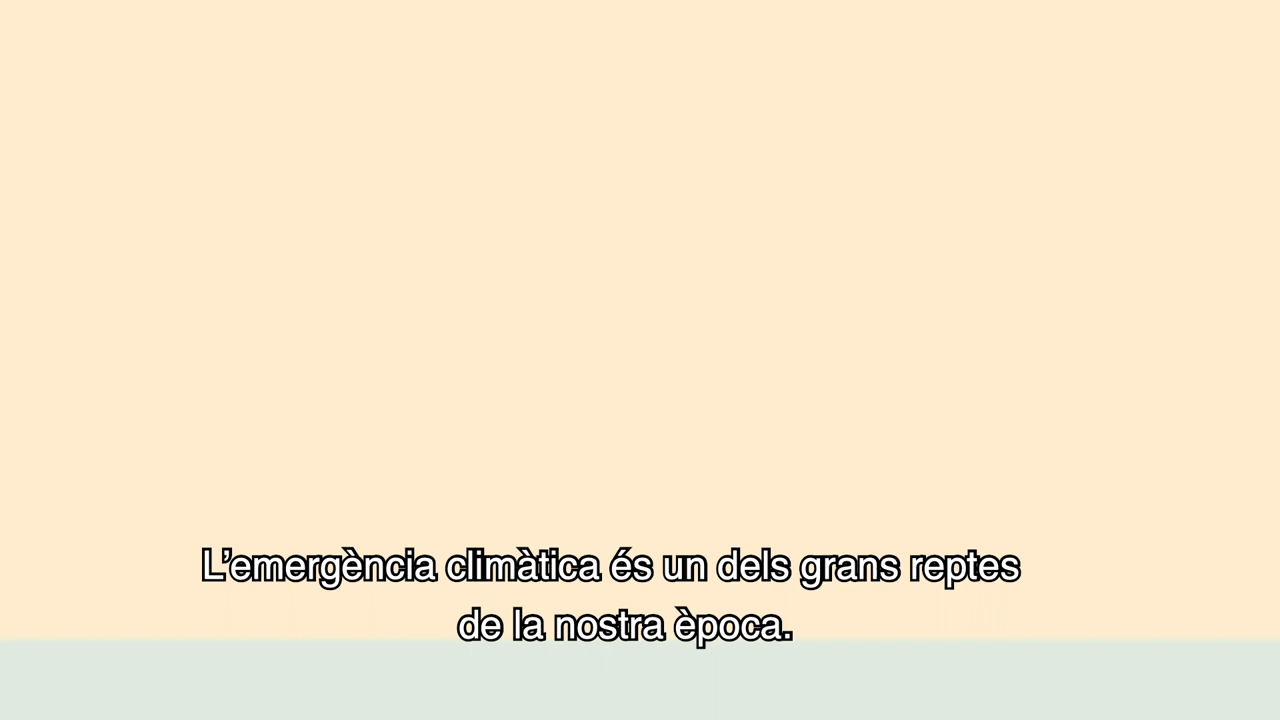 L’emergència climàtica és un dels grans reptes
de la nostra època.